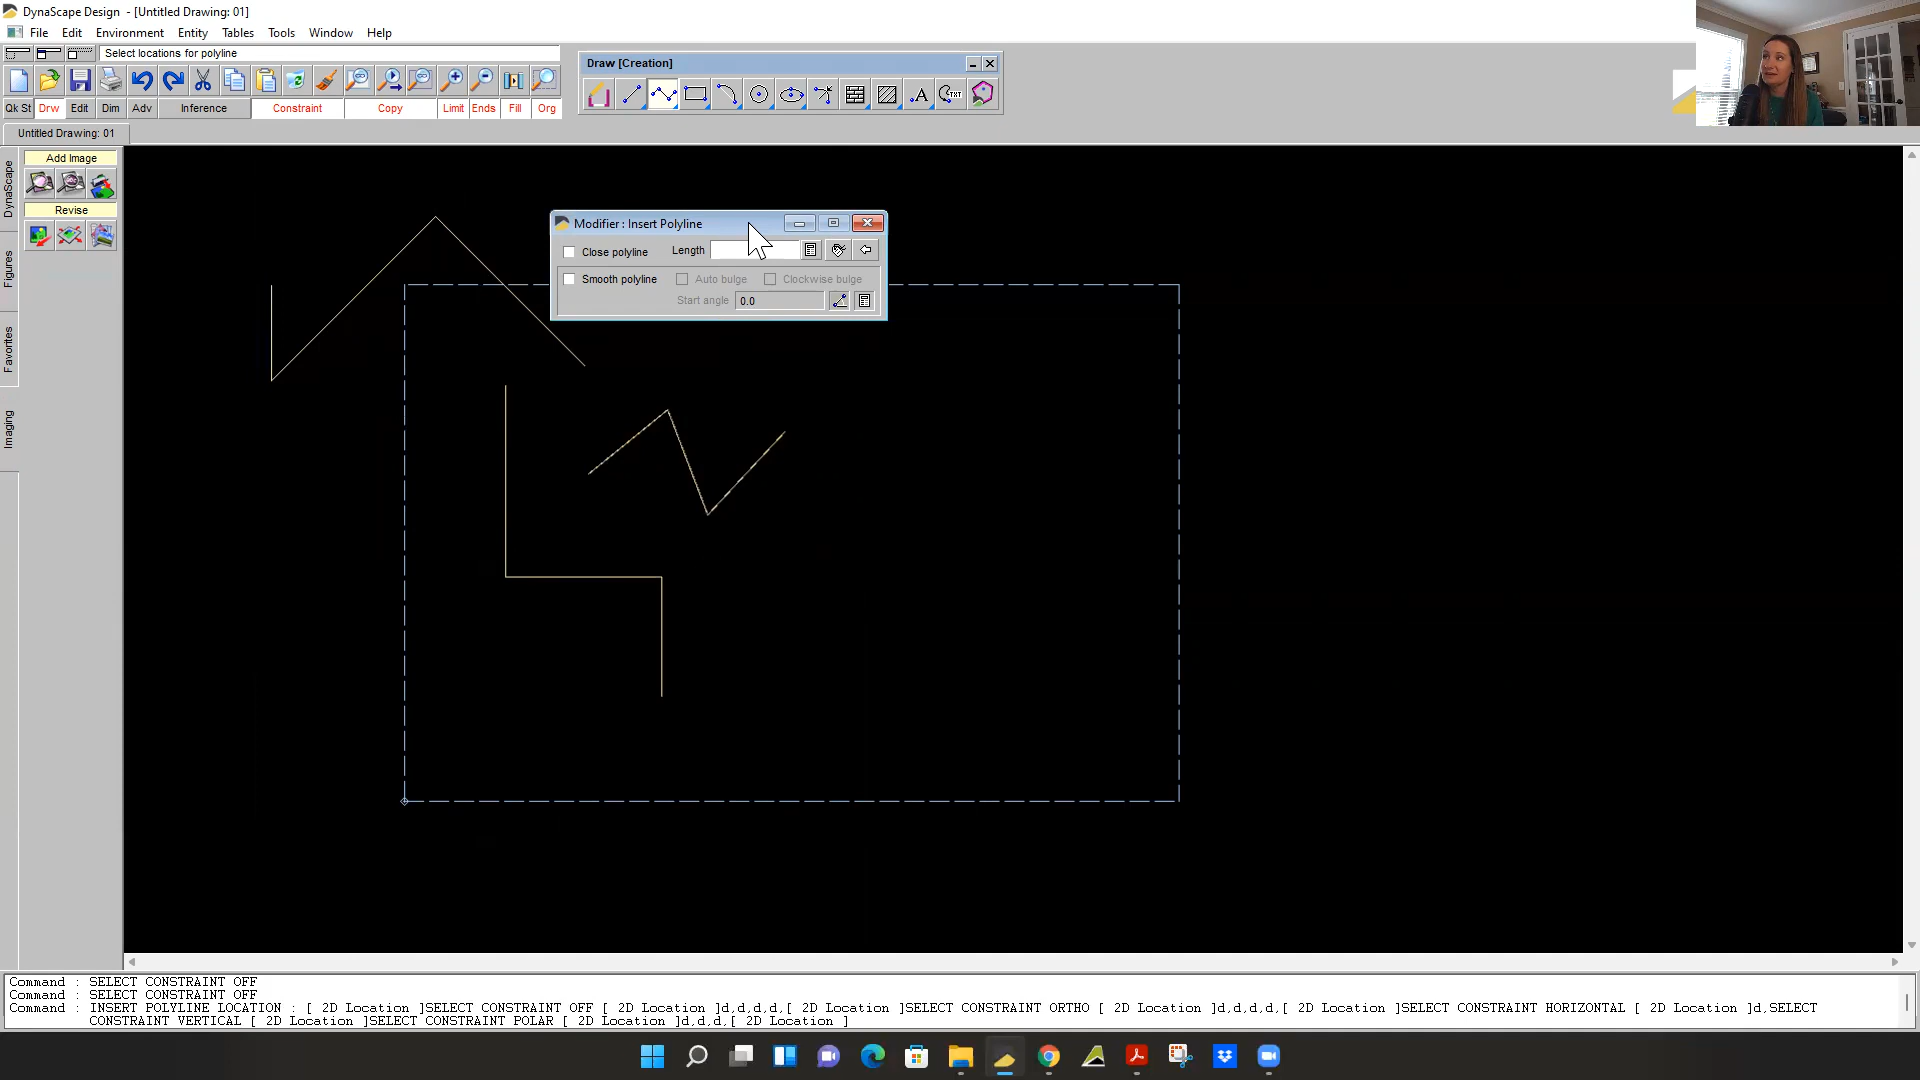 DynaScape Design - [Untitled Drawing: 01]
File Edit Environment Entity Tables Tools Window Help
Select locations for polyline
Draw [Creation]
Qk St Drw Edit Dim Adv Inference Constraint Copy Limit Ends Fill Org
A
TXT
Untitled Drawing: 01
Add Image
Revise
DynaScape
Figures
Favorites
Imaging
Modifier : Insert Polyline
Close polyline Length
Smooth polyline Auto bulge Clockwise bulge
Start angle 0.0
Command : SELECT CONSTRAINT OFF
Command : SELECT CONSTRAINT OFF
Command : INSERT POLYLINE LOCATION : [ 2D Location ]SELECT CONSTRAINT OFF [ 2D Location ]d,d,d,d,[ 2D Location ]SELECT CONSTRAINT ORTHO [ 2D Location ]d,d,d,d,[ 2D Location ]SELECT CONSTRAINT HORIZONTAL [ 2D Location ]d,SELECT
CONSTRAINT VERTICAL [ 2D Location ]SELECT CONSTRAINT POLAR [ 2D Location ]d,d,d,[ 2D Location ]